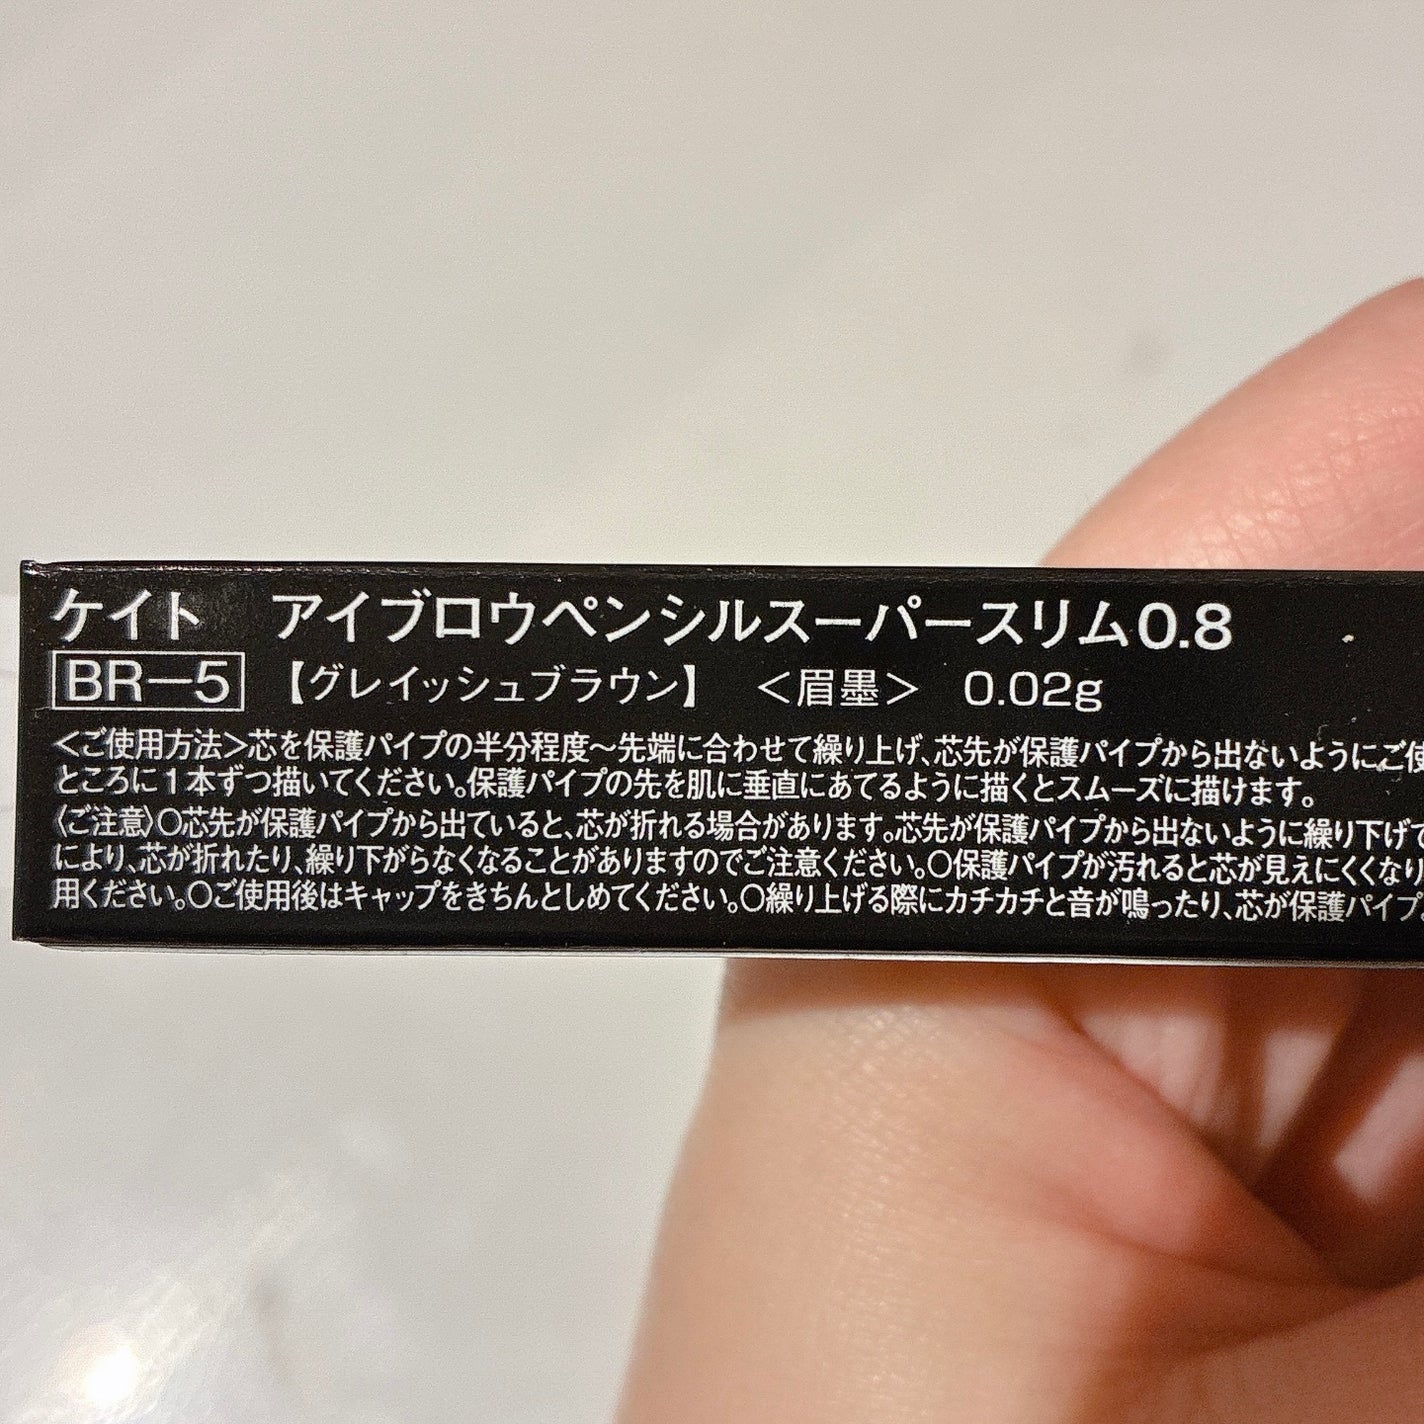 ケイト　アイブロウペンシルスーパースリム0.8
BR-5　【グレイッシュブラウン】　＜眉墨＞　0.02g
＜ご使用方法＞芯を保護パイプの半分程度～先端に合わせて繰り上げ、芯先が保護パイプから出ないようにご使
ところに1本ずつ描いてください。保護パイプの先を肌に垂直にあてるように描くとスムーズに描けます。
〈ご注意〉○芯先が保護パイプから出ていると、芯が折れる場合があります。芯先が保護パイプから出ないように繰り下げて
により、芯が折れたり、繰り下がらなくなることがありますのでご注意ください。○保護パイプが汚れると芯が見えにくくなり
用ください。○ご使用後はキャップをきちんとしめてください。○繰り上げる際にカチカチと音が鳴ったり、芯が保護パイプ